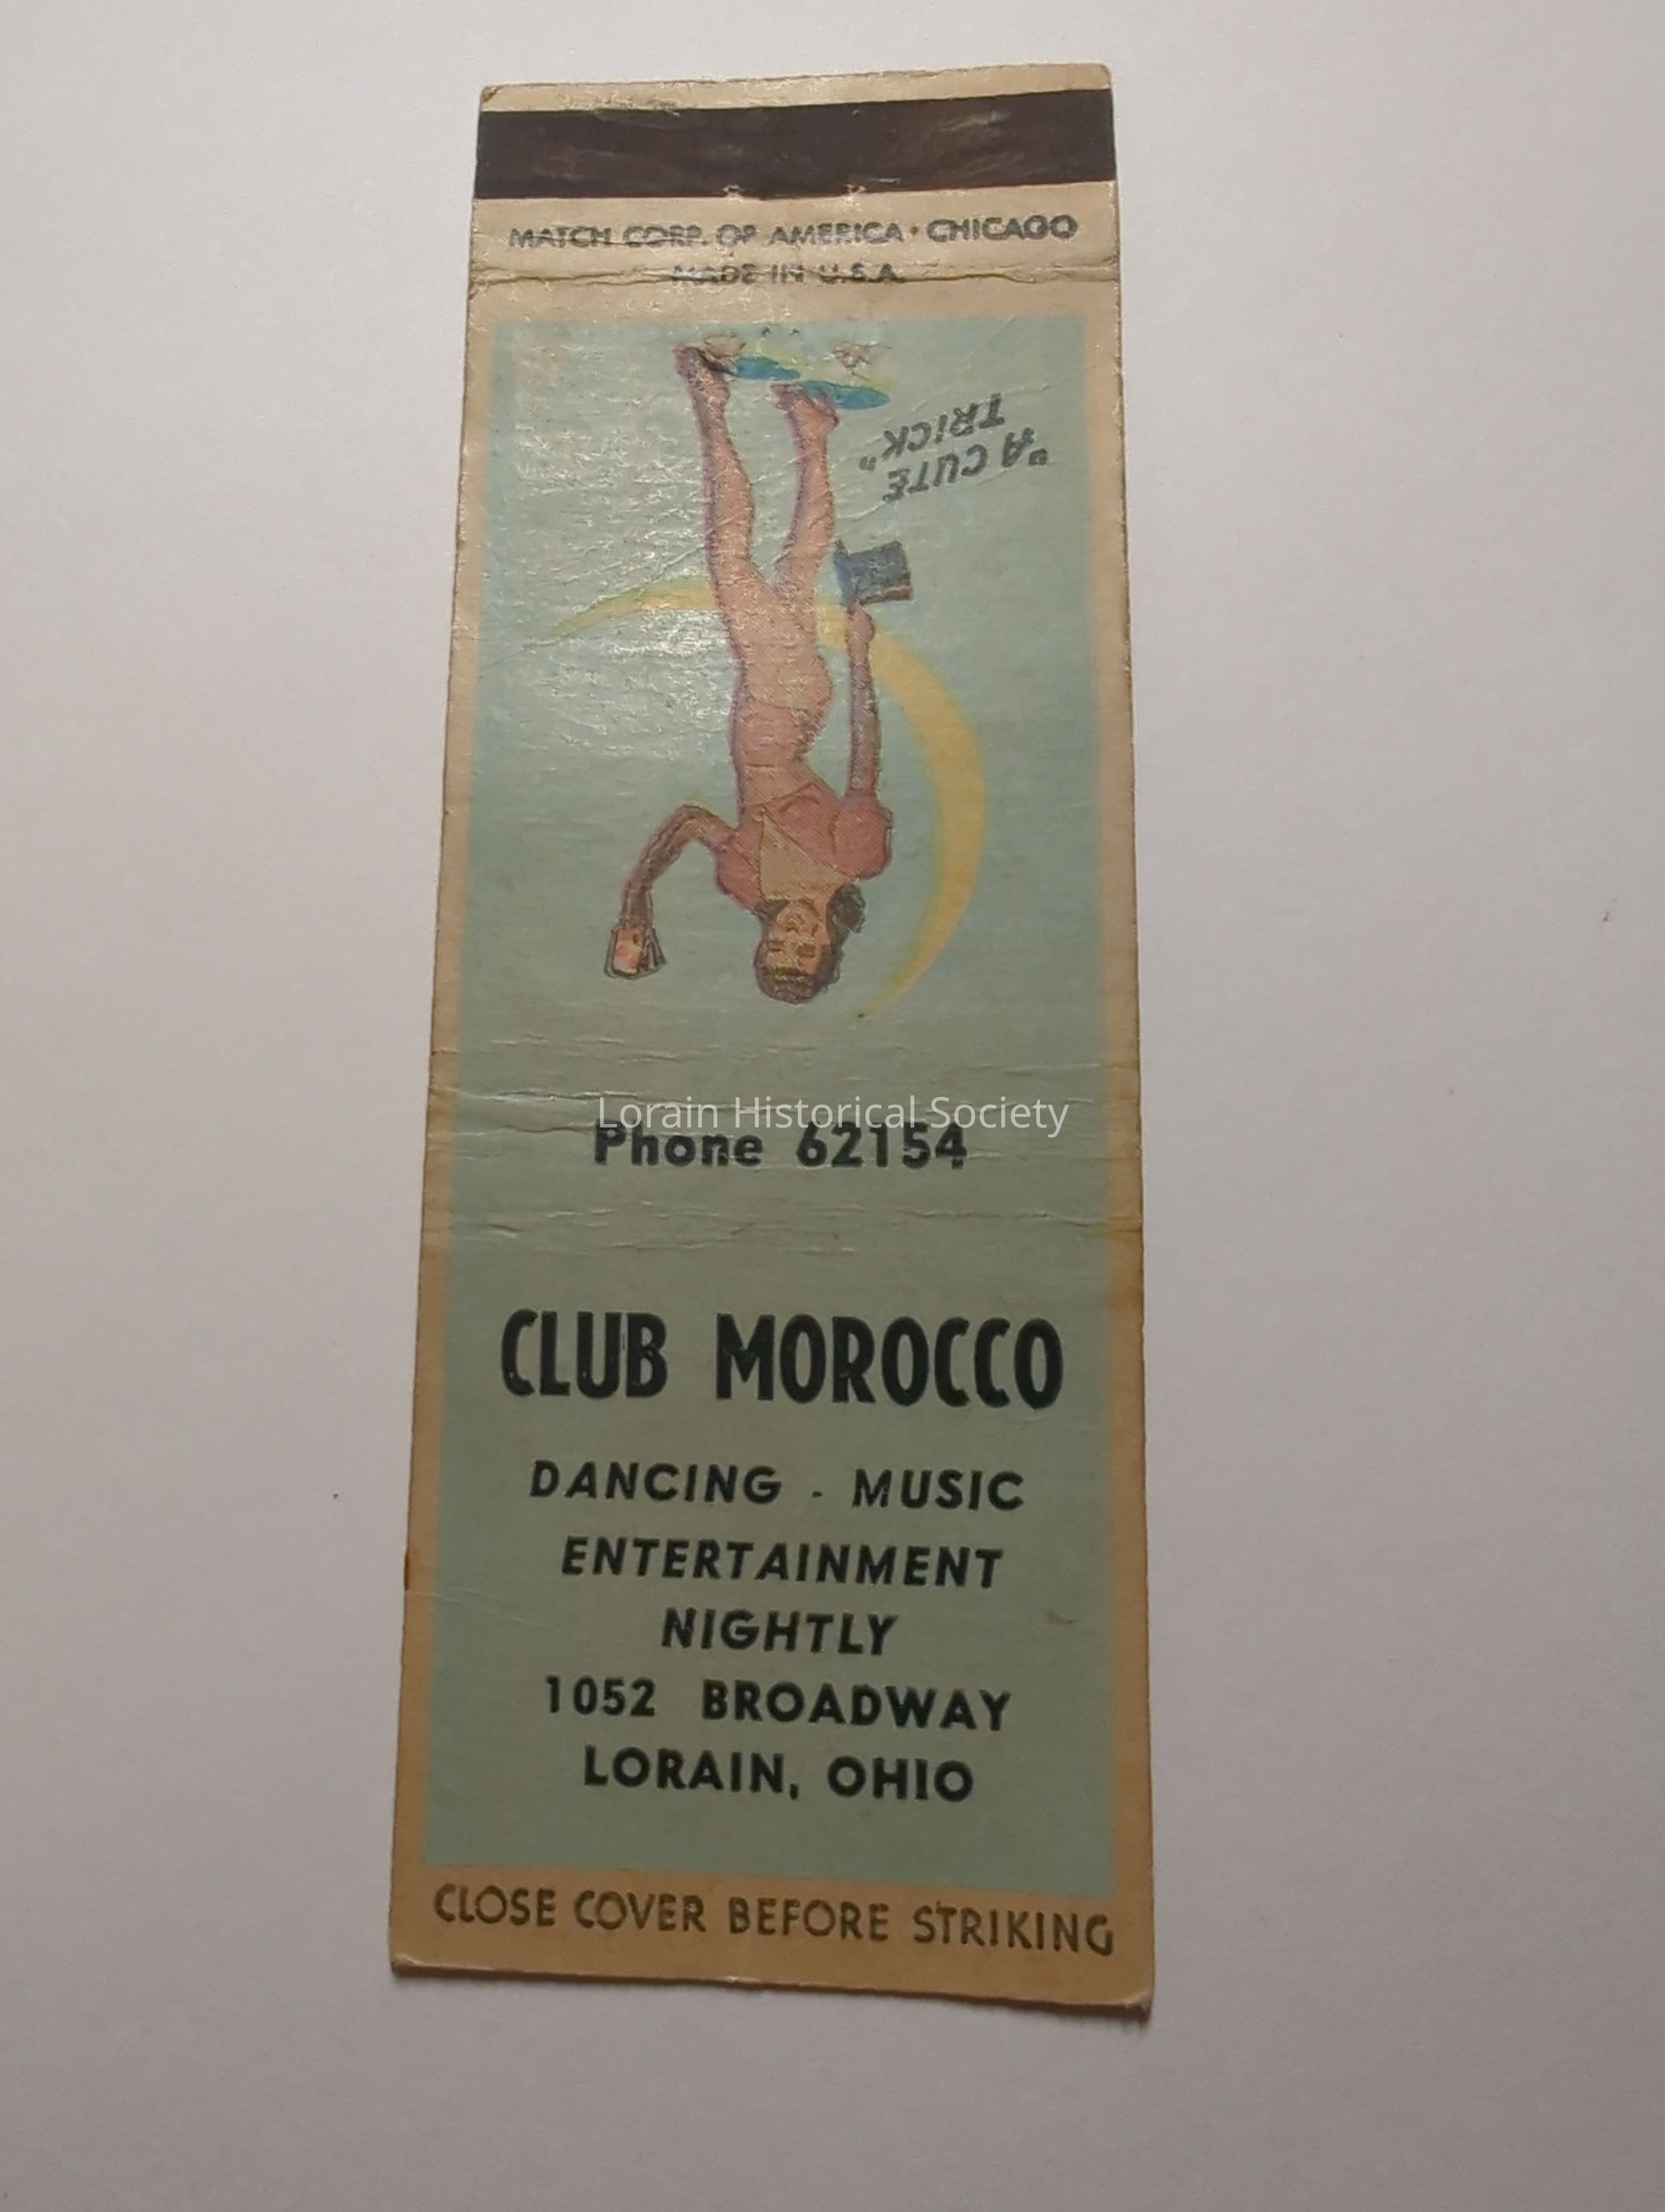 MATCH CORP. OF AMERICA · CHICAGO
MADE IN U.S.A.
"A CUTE
TRICK"
Lorain Historical Society
Phone 62154
CLUB MOROCCO
DANCING - MUSIC
ENTERTAINMENT
NIGHTLY
1052 BROADWAY
LORAIN, OHIO
CLOSE COVER BEFORE STRIKING